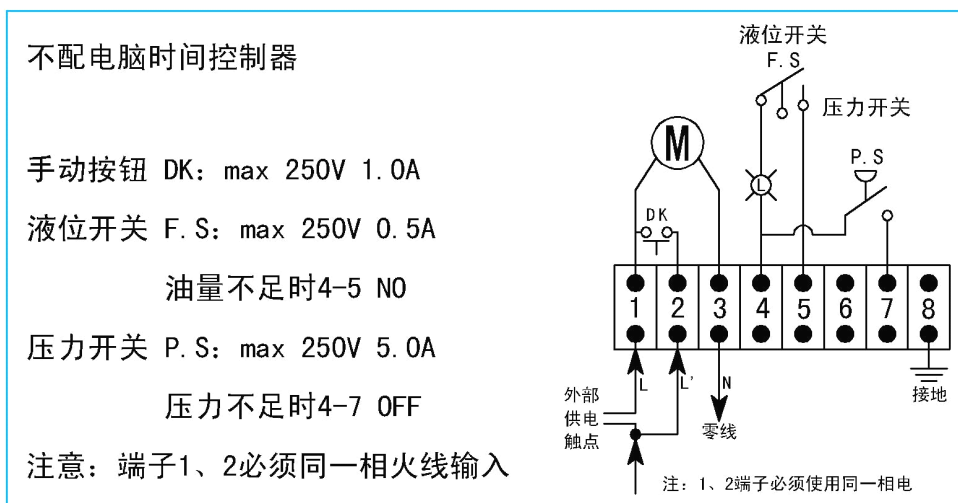 不配电脑时间控制器
手动按钮 DK: max 250V 1.0A
液位开关 F.S: max 250V 0.5A
油量不足时4-5 NO
压力开关 P.S: max 250V 5.0A
压力不足时4-7 OFF
注意: 端子1、2必须同一相火线输入
液位开关
F.S
压力开关
M
P.S
L
DK
1 2 3 4 5 6 7 8
L L' N
外部
供电
触点
零线
接地
注: 1、2端子必须使用同一相电